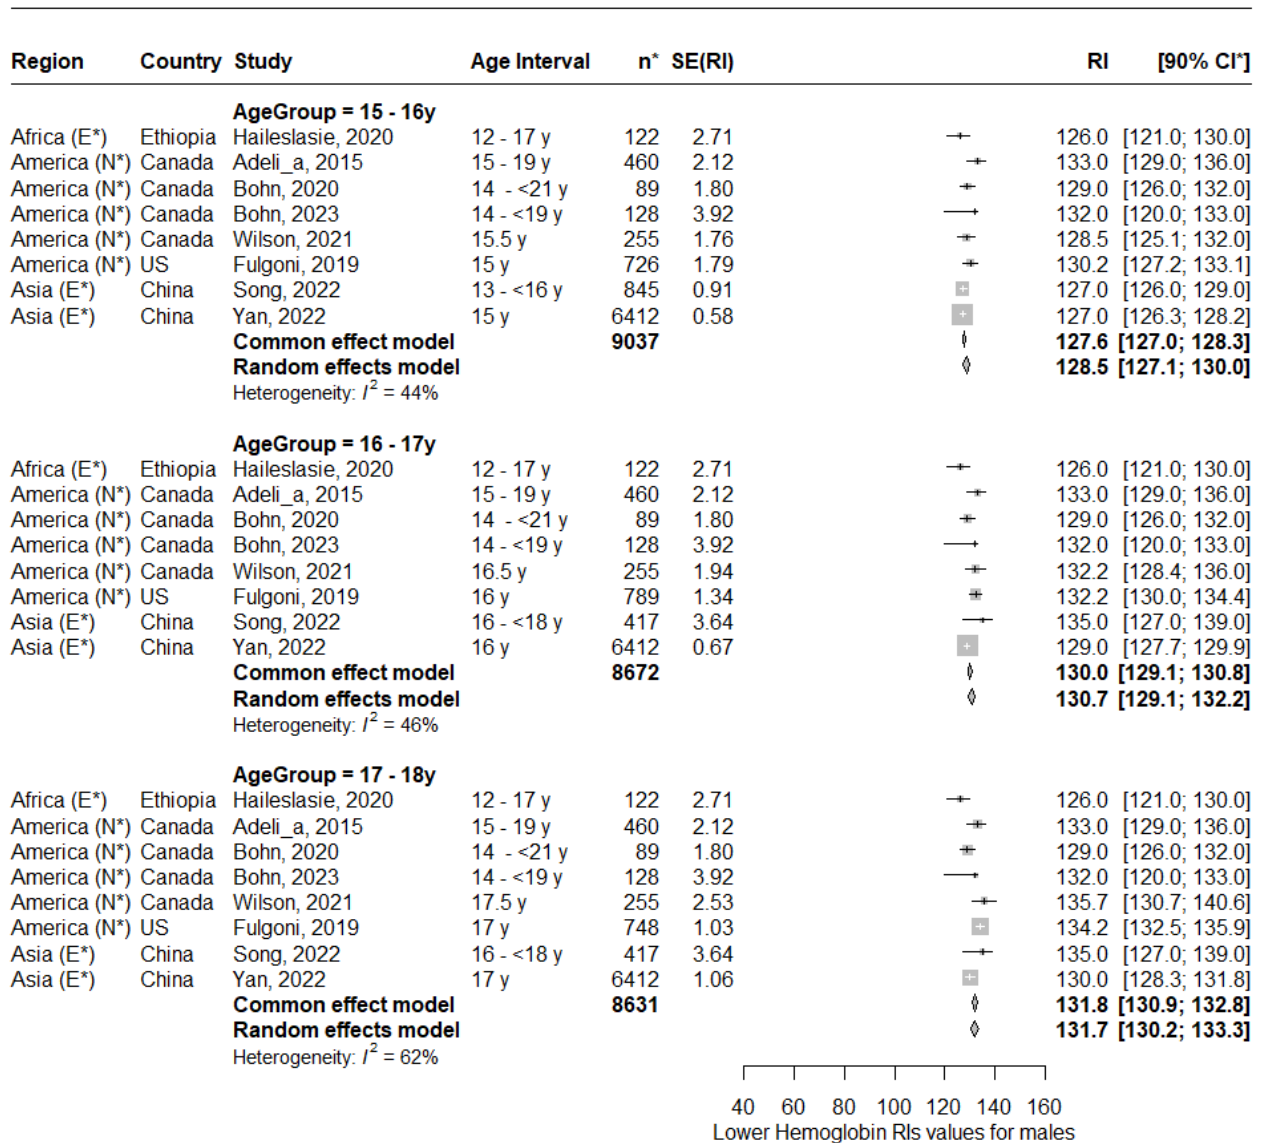 Region Country Study Age Interval n* SE(RI) RI [90% CI*]
AgeGroup = 15 - 16y
Africa (E*) Ethiopia Haileslasie, 2020 12 - 17 y 122 2.71 126.0 [121.0; 130.0]
America (N*) Canada Adeli_a, 2015 15 - 19 y 460 2.12 133.0 [129.0; 136.0]
America (N*) Canada Bohn, 2020 14 - <21 y 89 1.80 129.0 [126.0; 132.0]
America (N*) Canada Bohn, 2023 14 - <19 y 128 3.92 132.0 [120.0; 133.0]
America (N*) Canada Wilson, 2021 15.5 y 255 1.76 128.5 [125.1; 132.0]
America (N*) US Fulgoni, 2019 15 y 726 1.79 130.2 [127.2; 133.1]
Asia (E*) China Song, 2022 13 - <16 y 845 0.91 127.0 [126.0; 129.0]
Asia (E*) China Yan, 2022 15 y 6412 0.58 127.0 [126.3; 128.2]
Common effect model 9037 127.6 [127.0; 128.3]
Random effects model 128.5 [127.1; 130.0]
Heterogeneity: I² = 44%
AgeGroup = 16 - 17y
Africa (E*) Ethiopia Haileslasie, 2020 12 - 17 y 122 2.71 126.0 [121.0; 130.0]
America (N*) Canada Adeli_a, 2015 15 - 19 y 460 2.12 133.0 [129.0; 136.0]
America (N*) Canada Bohn, 2020 14 - <21 y 89 1.80 129.0 [126.0; 132.0]
America (N*) Canada Bohn, 2023 14 - <19 y 128 3.92 132.0 [120.0; 133.0]
America (N*) Canada Wilson, 2021 16.5 y 255 1.94 132.2 [128.4; 136.0]
America (N*) US Fulgoni, 2019 16 y 789 1.34 132.2 [130.0; 134.4]
Asia (E*) China Song, 2022 16 - <18 y 417 3.64 135.0 [127.0; 139.0]
Asia (E*) China Yan, 2022 16 y 6412 0.67 129.0 [127.7; 129.9]
Common effect model 8672 130.0 [129.1; 130.8]
Random effects model 130.7 [129.1; 132.2]
Heterogeneity: I² = 46%
AgeGroup = 17 - 18y
Africa (E*) Ethiopia Haileslasie, 2020 12 - 17 y 122 2.71 126.0 [121.0; 130.0]
America (N*) Canada Adeli_a, 2015 15 - 19 y 460 2.12 133.0 [129.0; 136.0]
America (N*) Canada Bohn, 2020 14 - <21 y 89 1.80 129.0 [126.0; 132.0]
America (N*) Canada Bohn, 2023 14 - <19 y 128 3.92 132.0 [120.0; 133.0]
America (N*) Canada Wilson, 2021 17.5 y 255 2.53 135.7 [130.7; 140.6]
America (N*) US Fulgoni, 2019 17 y 748 1.03 134.2 [132.5; 135.9]
Asia (E*) China Song, 2022 16 - <18 y 417 3.64 135.0 [127.0; 139.0]
Asia (E*) China Yan, 2022 17 y 6412 1.06 130.0 [128.3; 131.8]
Common effect model 8631 131.8 [130.9; 132.8]
Random effects model 131.7 [130.2; 133.3]
Heterogeneity: I² = 62%
40 60 80 100 120 140 160
Lower Hemoglobin RIs values for males